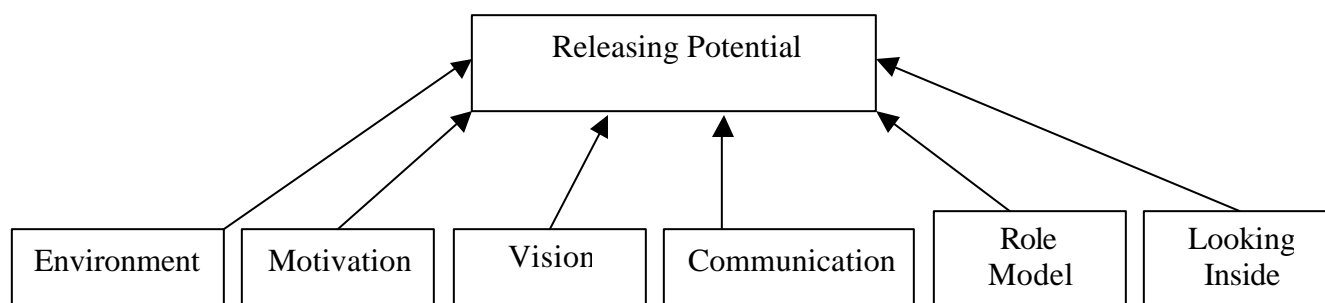 Releasing Potential
Environment
Motivation
Vision
Communication
Role
Model
Looking
Inside